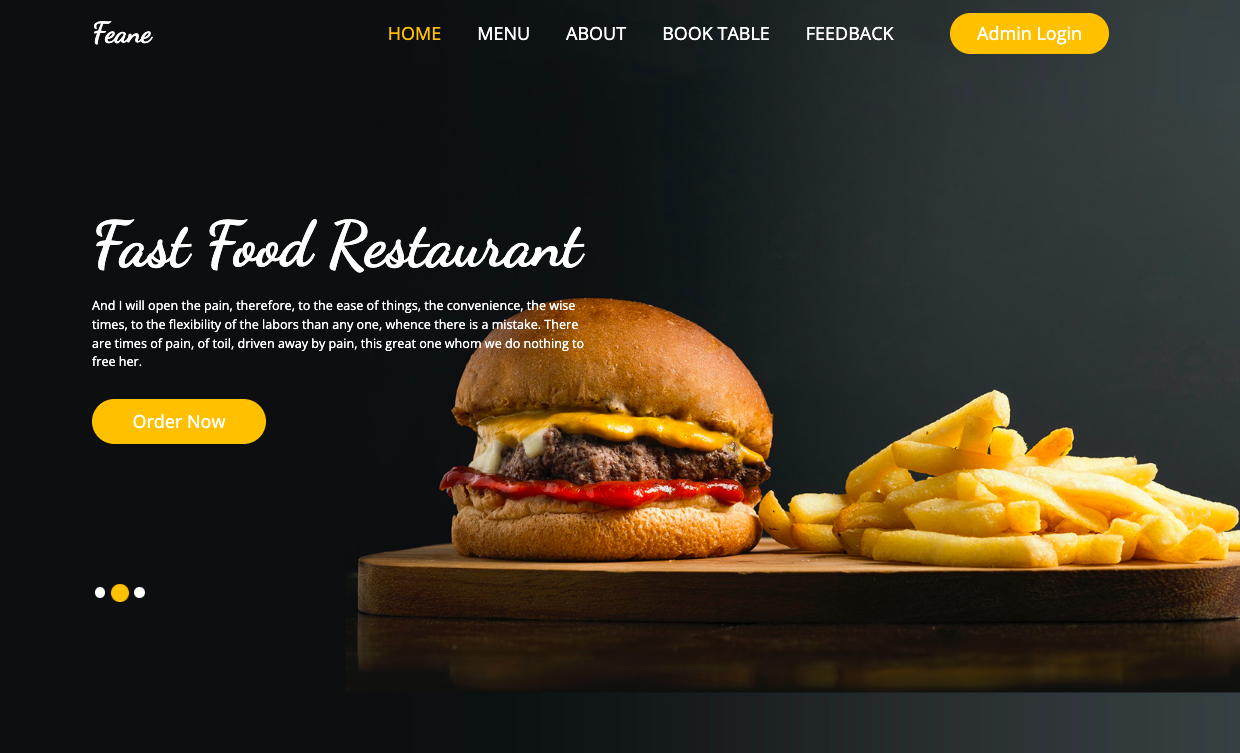 Feane
HOME MENU ABOUT BOOK TABLE FEEDBACK Admin Login
Fast Food Restaurant
And I will open the pain, therefore, to the ease of things, the convenience, the wise
times, to the flexibility of the labors than any one, whence there is a mistake. There
are times of pain, of toil, driven away by pain, this great one whom we do nothing to
free her.
Order Now